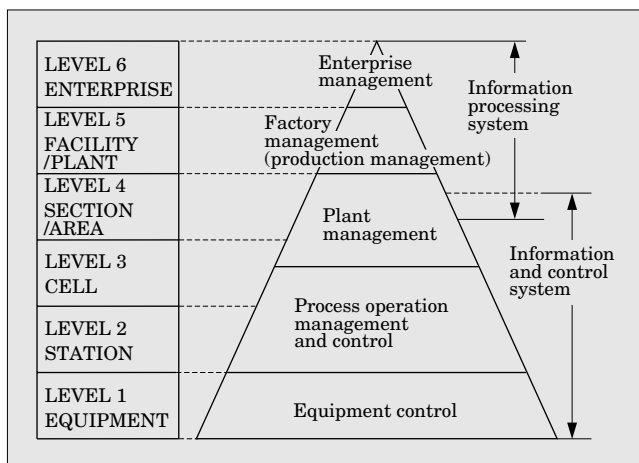 LEVEL 6
ENTERPRISE
LEVEL 5
FACILITY
/PLANT
LEVEL 4
SECTION
/AREA
LEVEL 3
CELL
LEVEL 2
STATION
LEVEL 1
EQUIPMENT
Enterprise
management
Factory
management
(production management)
Plant
management
Process operation
management
and control
Equipment control
Information
processing
system
Information
and control
system